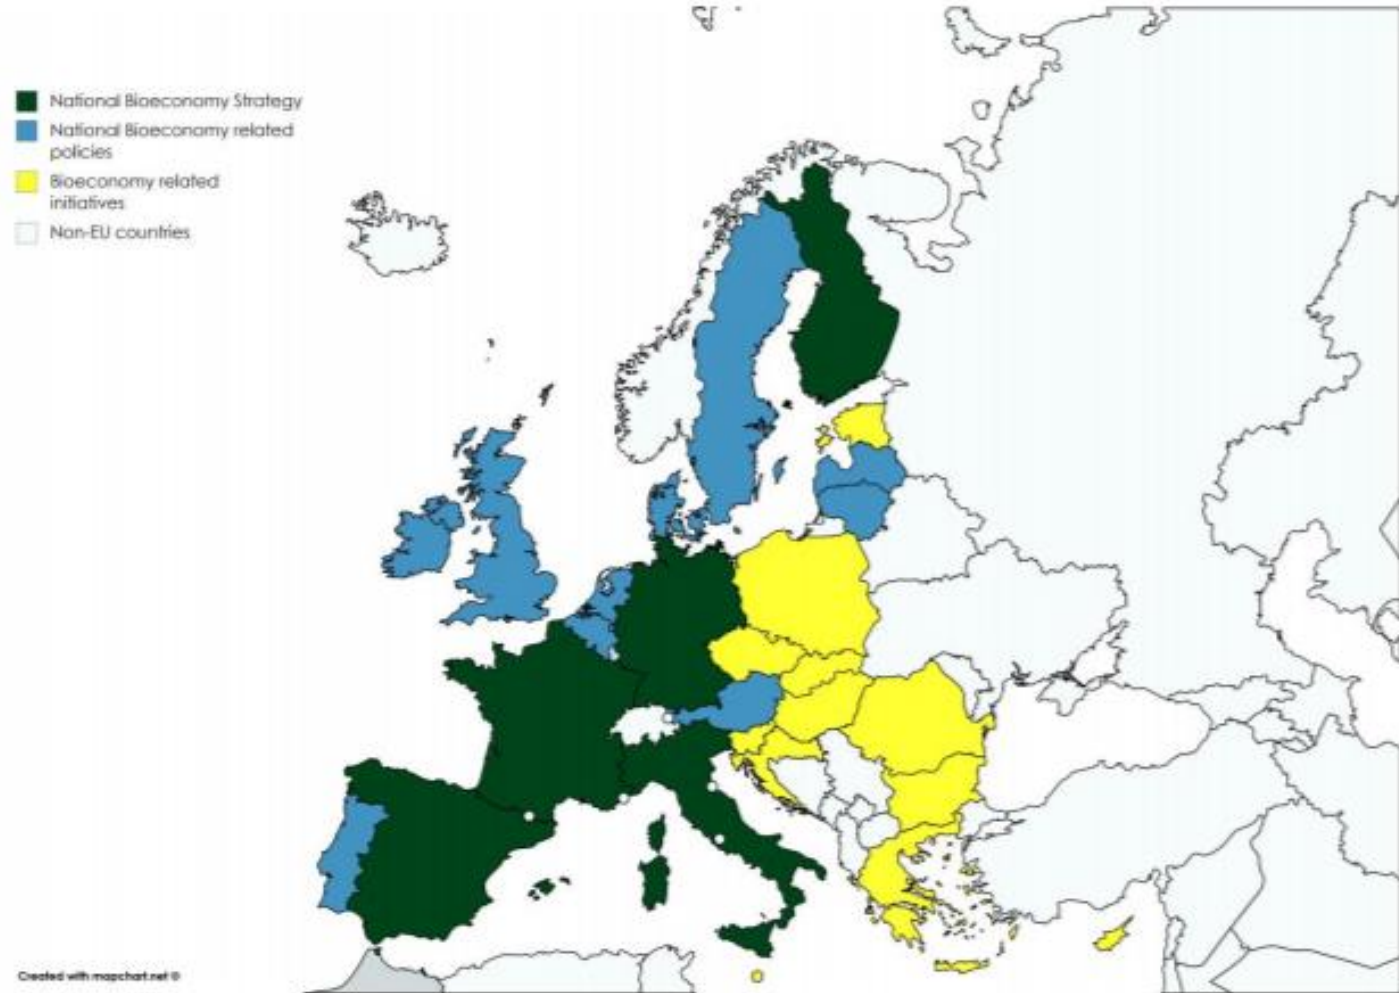 National Bioeconomy Strategy
National Bioeconomy related
policies
Bioeconomy related
initiatives
Non-EU countries
Created with mapchart.net ©